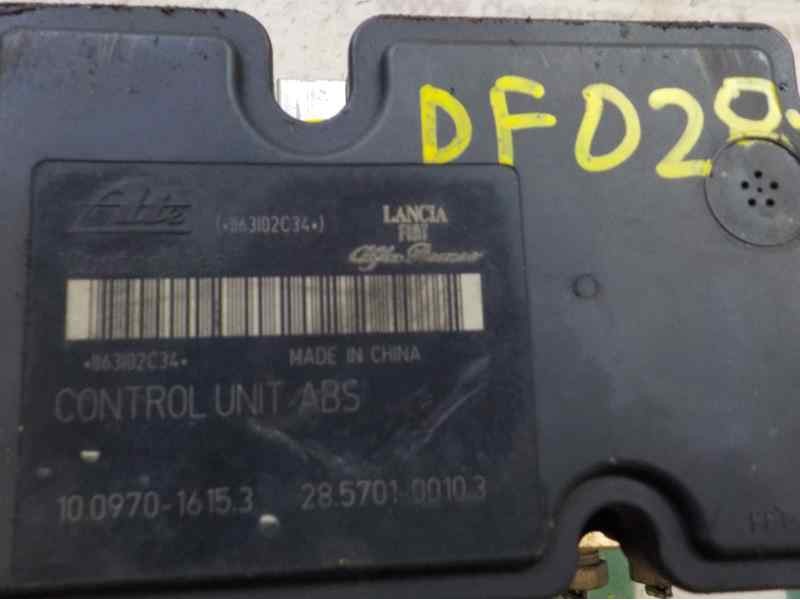 DF028
Ate (*863102C34*) LANCIA
FIAT
Alfa Romeo
*863102C34* MADE IN CHINA
CONTROL UNIT ABS
10.0970-1615.3 28.5701-0010.3